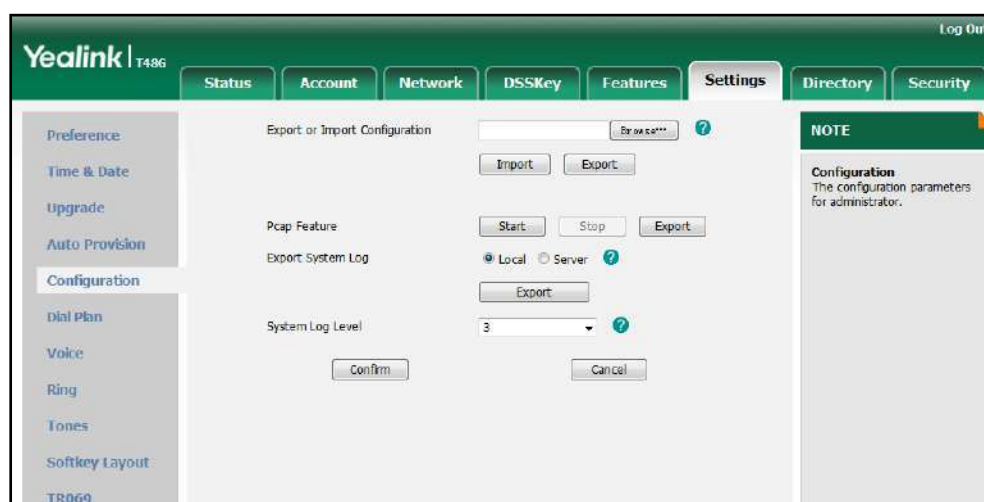 Log Out
Yealink T48G
Status Account Network DSSKey Features Settings Directory Security
Preference
Time & Date
Upgrade
Auto Provision
Configuration
Dial Plan
Voice
Ring
Tones
Softkey Layout
TR069
Export or Import Configuration Browse...
Import Export
Pcap Feature Start Stop Export
Export System Log Local Server ?
Export
System Log Level 3 ?
Confirm Cancel
NOTE
Configuration
The configuration parameters
for administrator.